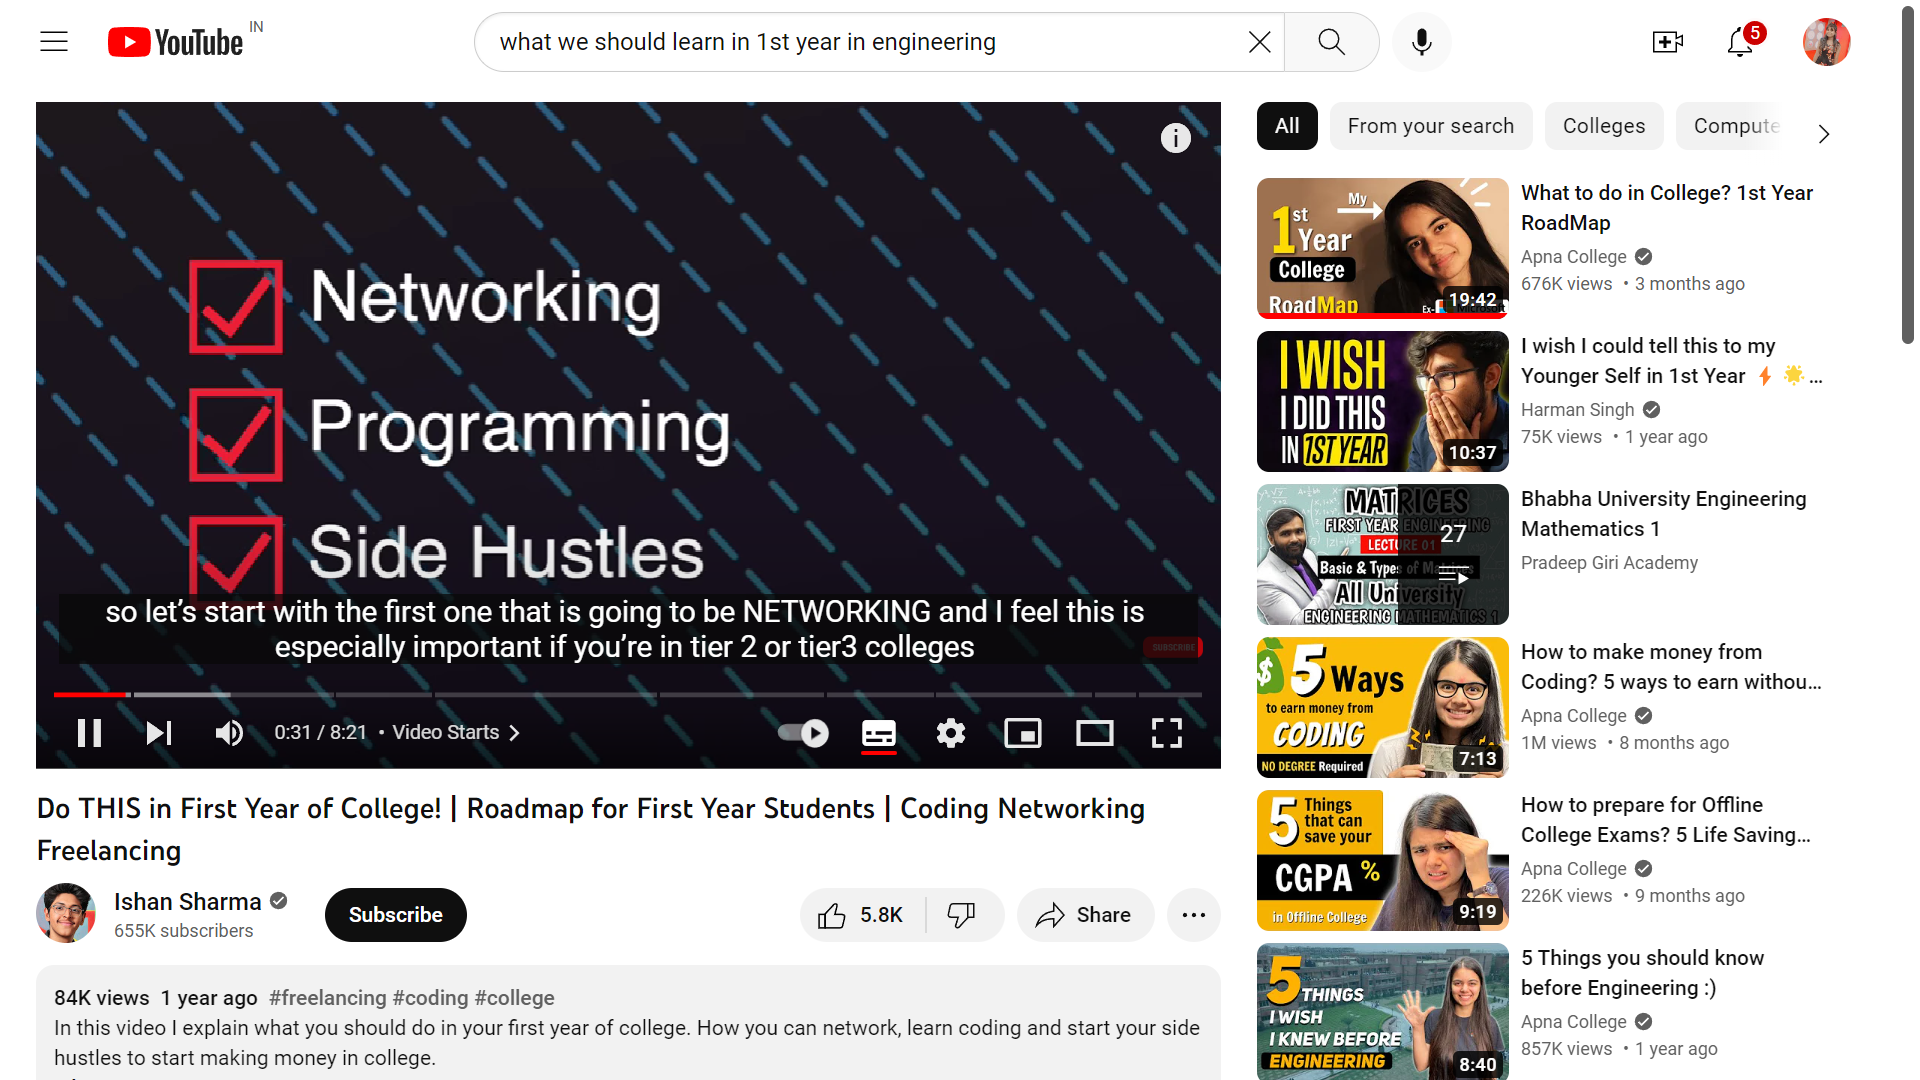 YouTube IN
what we should learn in 1st year in engineering
5
i
Networking
Programming
Side Hustles
so let's start with the first one that is going to be NETWORKING and I feel this is
especially important if you're in tier 2 or tier3 colleges
SUBSCRIBE
0:31 / 8:21 • Video Starts
Do THIS in First Year of College! | Roadmap for First Year Students | Coding Networking
Freelancing
Ishan Sharma
655K subscribers
Subscribe
5.8K
Share
84K views 1 year ago #freelancing #coding #college
In this video I explain what you should do in your first year of college. How you can network, learn coding and start your side
hustles to start making money in college.
All
From your search
Colleges
Compute
My
1st
Year
College
RoadMap
Ex-Microsoft
19:42
What to do in College? 1st Year
RoadMap
Apna College
676K views • 3 months ago
I WISH
I DID THIS
IN 1ST YEAR
10:37
I wish I could tell this to my
Younger Self in 1st Year ⚡ 🌟 ...
Harman Singh
75K views • 1 year ago
MATRICES
FIRST YEAR ENGINEERING
LECTURE 01
Basic & Types of Matrices
All University
ENGINEERING MATHEMATICS 1
27
Bhabha University Engineering
Mathematics 1
Pradeep Giri Academy
$
5 Ways
to earn money from
CODING
NO DEGREE Required
7:13
How to make money from
Coding? 5 ways to earn withou...
Apna College
1M views • 8 months ago
5 Things
that can
save your
CGPA %
in Offline College
9:19
How to prepare for Offline
College Exams? 5 Life Saving...
Apna College
226K views • 9 months ago
5 THINGS
I WISH
I KNEW BEFORE
ENGINEERING
8:40
5 Things you should know
before Engineering :)
Apna College
857K views • 1 year ago